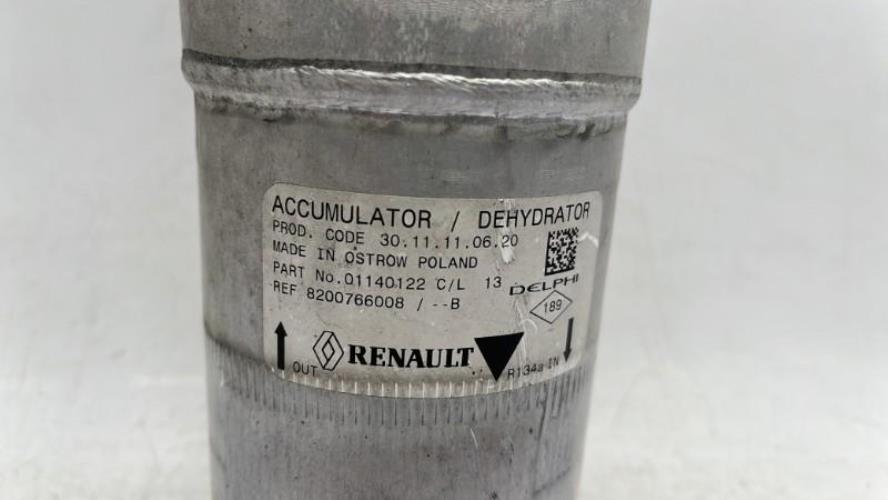 ACCUMULATOR / DEHYDRATOR
PROD. CODE 30.11.11.06.20
MADE IN OSTROW POLAND
PART No.01140122 C/L 13
DELPHI
REF 8200766008 / --B
189
OUT
RENAULT
R134a IN